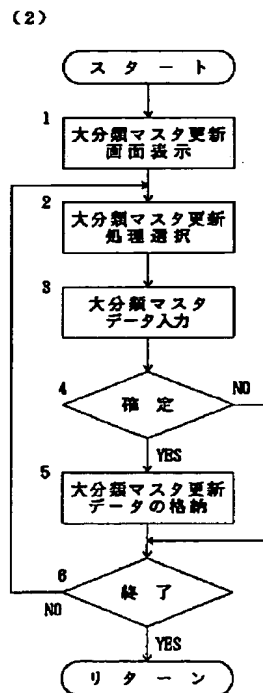 (2)
スタート
1
大分類マスタ更新
画面表示
2
大分類マスタ更新
処理選択
3
大分類マスタ
データ入力
4
確定
NO
YES
5
大分類マスタ更新
データの格納
6
終了
NO
YES
リターン